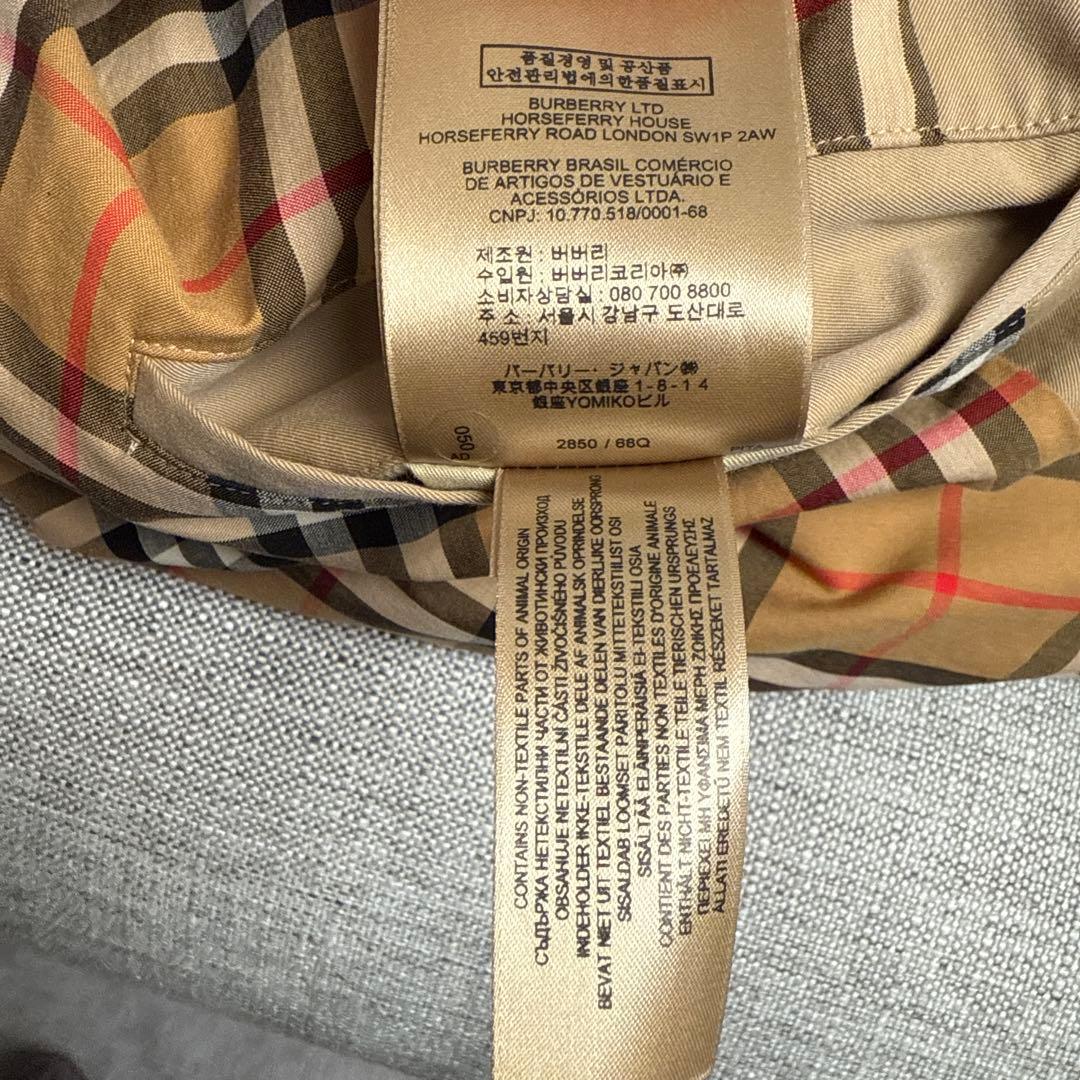 품질경영 및 공산품
안전관리법에의한품질표시
BURBERRY LTD
HORSEFERRY HOUSE
HORSEFERRY ROAD LONDON SW1P 2AW
BURBERRY BRASIL COMÉRCIO
DE ARTIGOS DE VESTUÁRIO E
ACESSÓRIOS LTDA.
CNPJ: 10.770.518/0001-68
제조원 : 버버리
수입원 : 버버리코리아㈜
소비자상담실 : 080 700 8800
주 소 : 서울시 강남구 도산대로
459번지
バーバリー・ジャパン㈱
東京都中央区銀座1-8-14
銀座YOMIKOビル
2850 / 68Q
CONTAINS NON-TEXTILE PARTS OF ANIMAL ORIGIN
СЪДЪРЖА НЕТЕКСТИЛНИ ЧАСТИ ОТ ЖИВОТИНСКИ ПРОИЗХОД
OBSAHUJE NETEXTILNÍ ČÁSTI ŽIVOČIŠNÉHO PŮVODU
INDEHOLDER IKKE-TEKSTILE DELE AF ANIMALSK OPRINDELSE
BEVAT NIET UIT TEXTIEL BESTAANDE DELEN VAN DIERLIJKE OORSPRONG
SISALDAB LOOMSET PÄRITOLU MITTETEKSTIILIST OSI
SISÄLTÄÄ ELÄINPERÄISIÄ EI-TEKSTIILI OSIA
CONTIENT DES PARTIES NON TEXTILES D'ORIGINE ANIMALE
ENTHÄLT NICHT-TEXTILE TEILE TIERISCHEN URSPRUNGS
ΠΕΡΙΕΧΕΙ ΜΗ ΥΦΑΝΣΙΜΑ ΜΕΡΗ ΖΩΙΚΗΣ ΠΡΟΕΛΕΥΣΗΣ
ÁLLATI EREDETŰ NEM TEXTIL RÉSZEKET TARTALMAZ